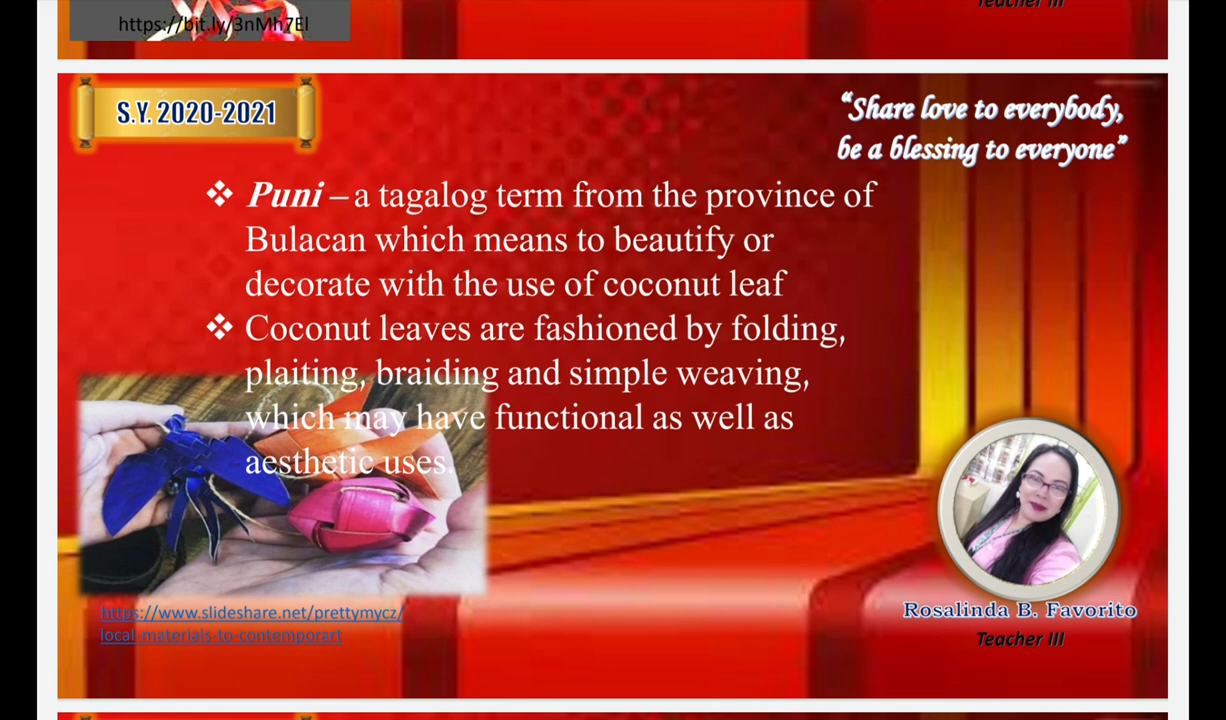 https://bit.ly/3nMh7El
Teacher III
S.Y. 2020-2021
“Share love to everybody,
be a blessing to everyone”
❖ Puni – a tagalog term from the province of
Bulacan which means to beautify or
decorate with the use of coconut leaf
❖ Coconut leaves are fashioned by folding,
plaiting, braiding and simple weaving,
which may have functional as well as
aesthetic uses.
https://www.slideshare.net/prettymycz/
local-materials-to-contemporart
Rosalinda B. Favorito
Teacher III